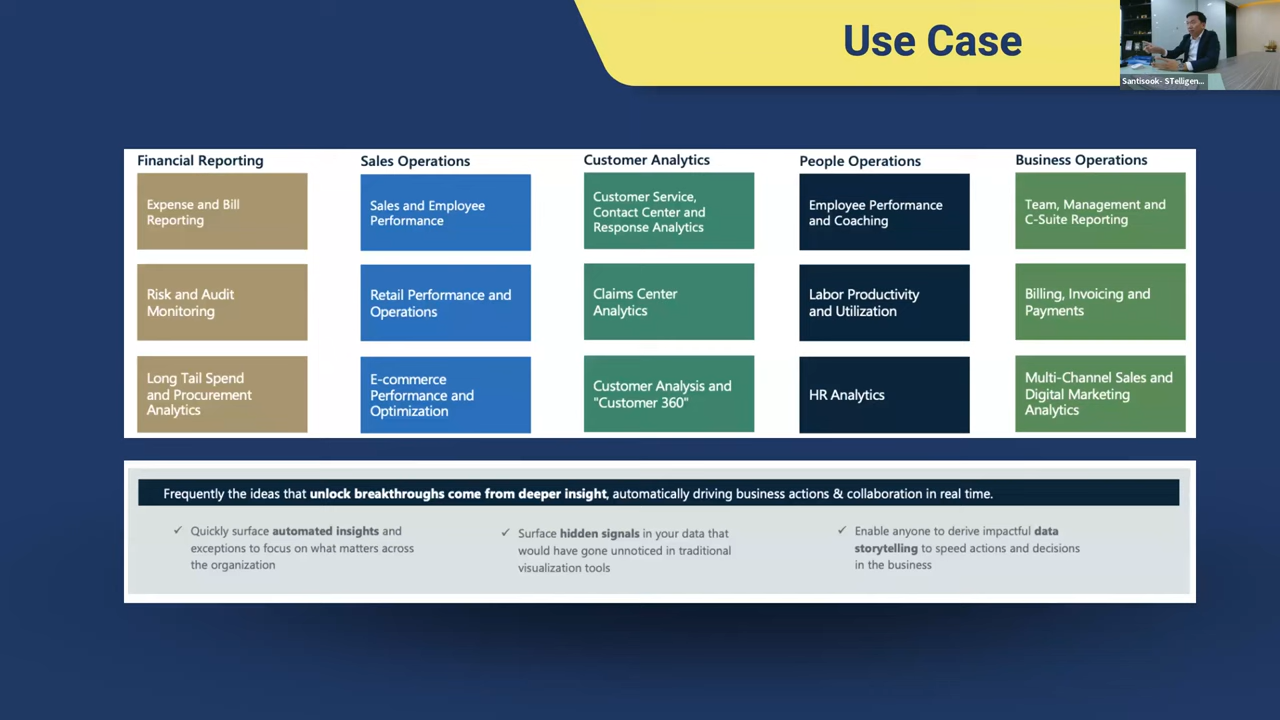 Use Case
Santisook- STelligen...
Financial Reporting
Expense and Bill
Reporting
Risk and Audit
Monitoring
Long Tail Spend
and Procurement
Analytics
Sales Operations
Sales and Employee
Performance
Retail Performance and
Operations
E-commerce
Performance and
Optimization
Customer Analytics
Customer Service,
Contact Center and
Response Analytics
Claims Center
Analytics
Customer Analysis and
"Customer 360"
People Operations
Employee Performance
and Coaching
Labor Productivity
and Utilization
HR Analytics
Business Operations
Team, Management and
C-Suite Reporting
Billing, Invoicing and
Payments
Multi-Channel Sales and
Digital Marketing
Analytics
Frequently the ideas that unlock breakthroughs come from deeper insight, automatically driving business actions & collaboration in real time.
✓ Quickly surface automated insights and
exceptions to focus on what matters across
the organization
✓ Surface hidden signals in your data that
would have gone unnoticed in traditional
visualization tools
✓ Enable anyone to derive impactful data
storytelling to speed actions and decisions
in the business